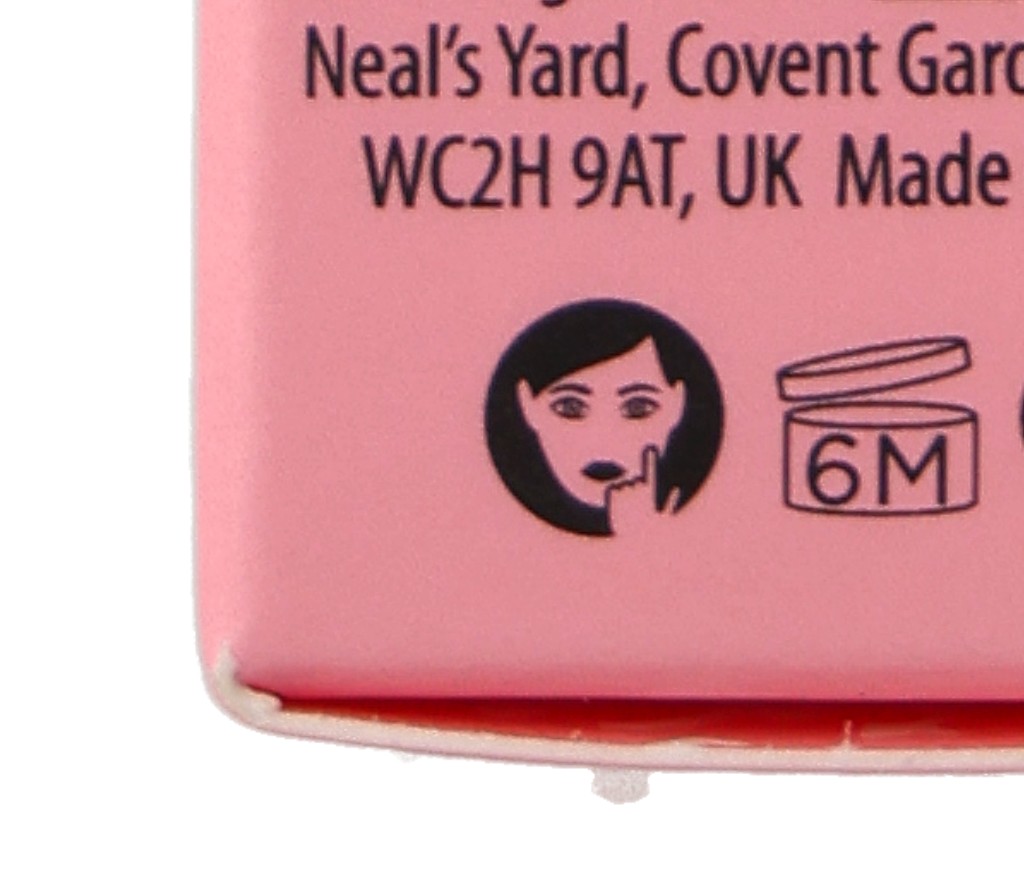 Neal's Yard, Covent Gard
WC2H 9AT, UK Made
6M